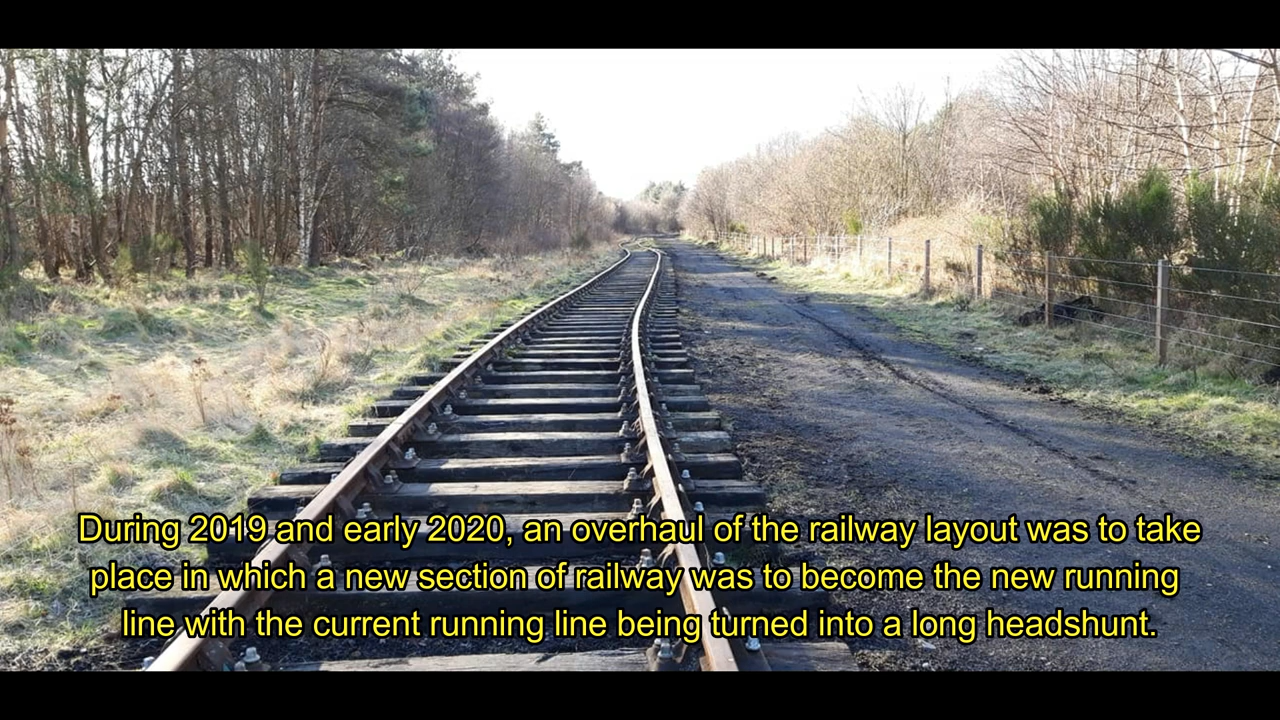 During 2019 and early 2020, an overhaul of the railway layout was to take
place in which a new section of railway was to become the new running
line with the current running line being turned into a long headshunt.